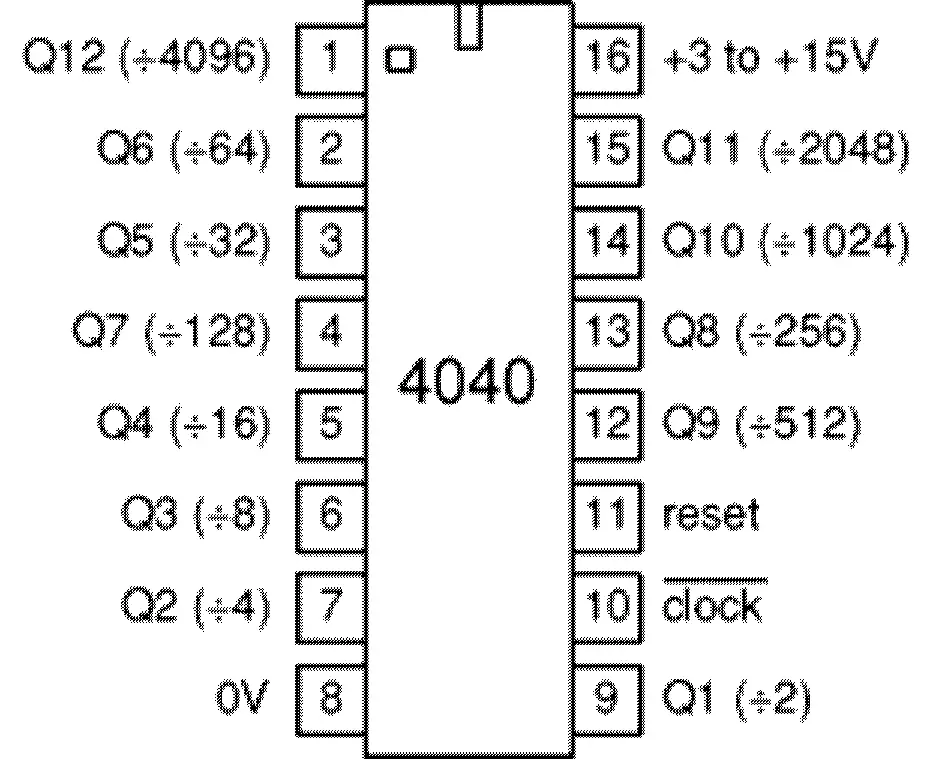 Q12 (÷4096) 1 16 +3 to +15V
Q6 (÷64) 2 15 Q11 (÷2048)
Q5 (÷32) 3 14 Q10 (÷1024)
Q7 (÷128) 4 13 Q8 (÷256)
4040
Q4 (÷16) 5 12 Q9 (÷512)
Q3 (÷8) 6 11 reset
Q2 (÷4) 7 10 clock
0V 8 9 Q1 (÷2)